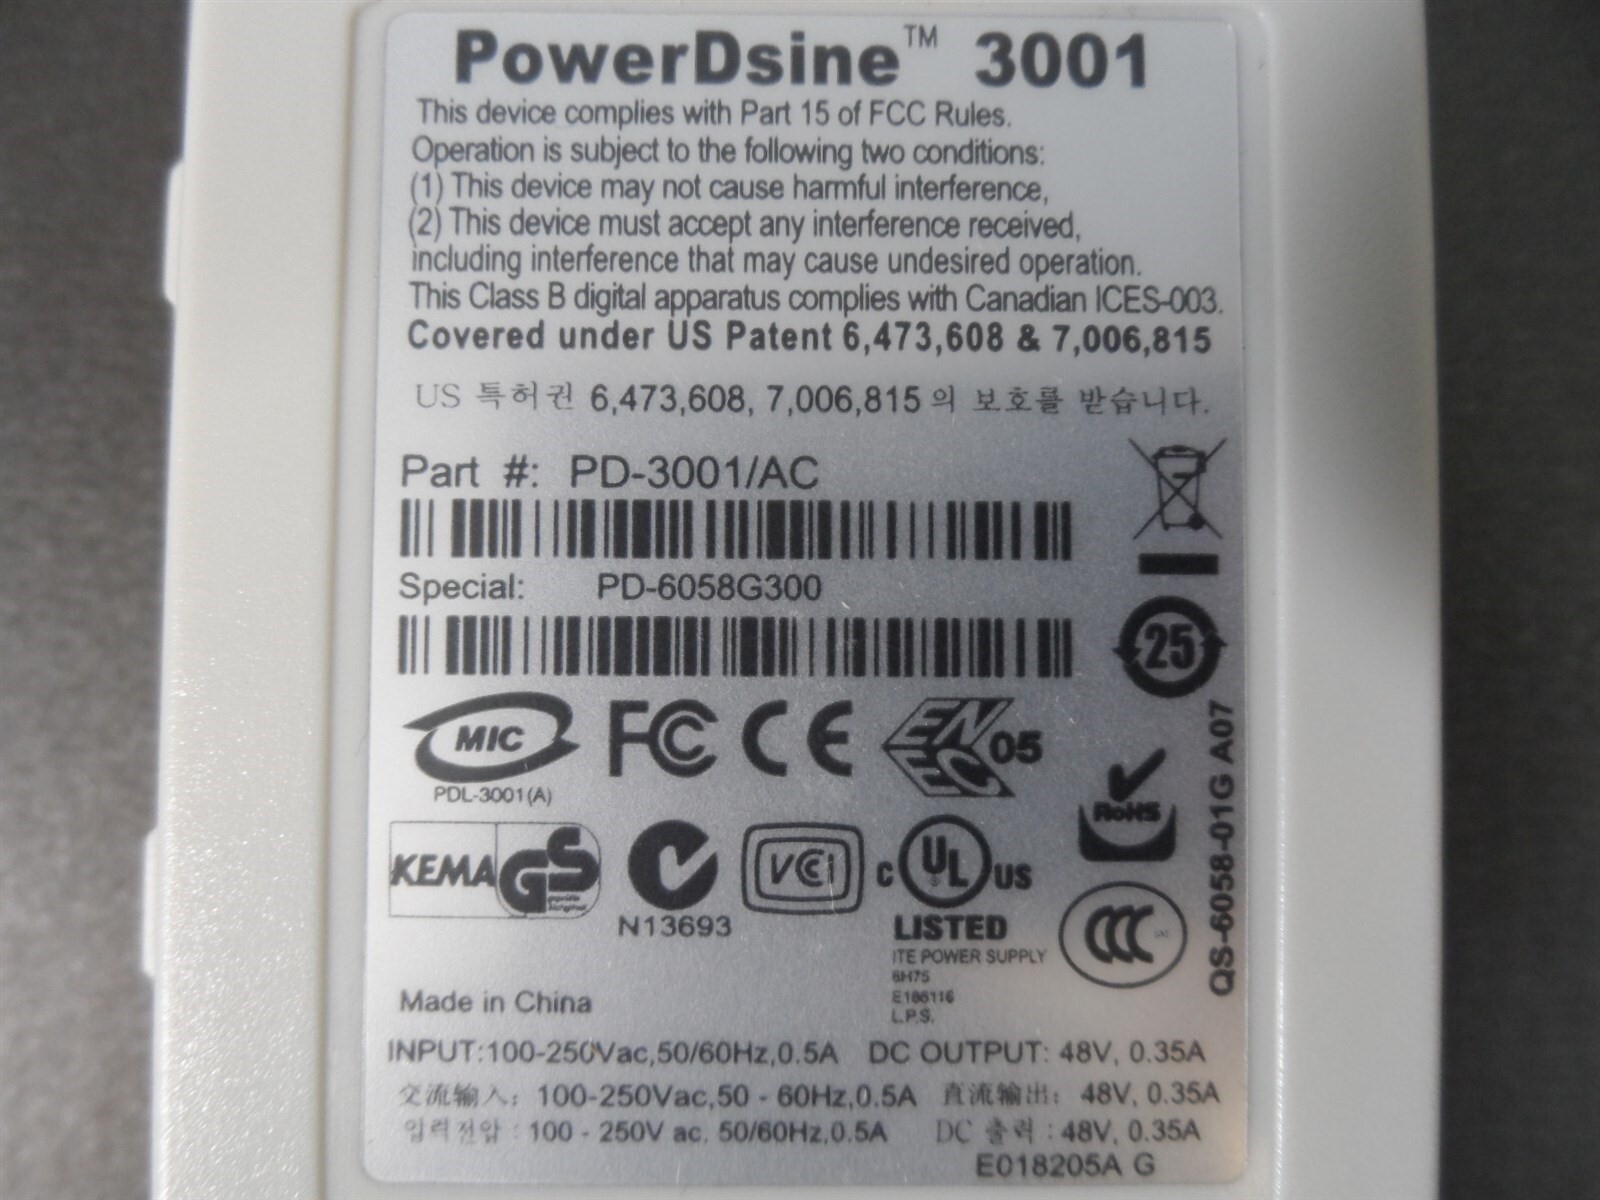 PowerDsine™ 3001
This device complies with Part 15 of FCC Rules.
Operation is subject to the following two conditions:
(1) This device may not cause harmful interference,
(2) This device must accept any interference received,
including interference that may cause undesired operation.
This Class B digital apparatus complies with Canadian ICES-003.
Covered under US Patent 6,473,608 & 7,006,815
US 특허권 6,473,608, 7,006,815 의 보호를 받습니다.
Part #: PD-3001/AC
Special: PD-6058G300
25
MIC
PDL-3001(A)
FC CE
ENEC 05
RoHS
QS-6058-01G A07
KEMA GS
N13693
VCCI
C UL US
LISTED
ITE POWER SUPPLY
6H75
E186116
L.P.S.
CCC
Made in China
INPUT:100-250Vac,50/60Hz,0.5A DC OUTPUT: 48V, 0.35A
交流输入: 100-250Vac,50 - 60Hz,0.5A 直流输出: 48V, 0.35A
입력전압 : 100 - 250V ac, 50/60Hz,0.5A DC 출력 : 48V, 0.35A
E018205A G